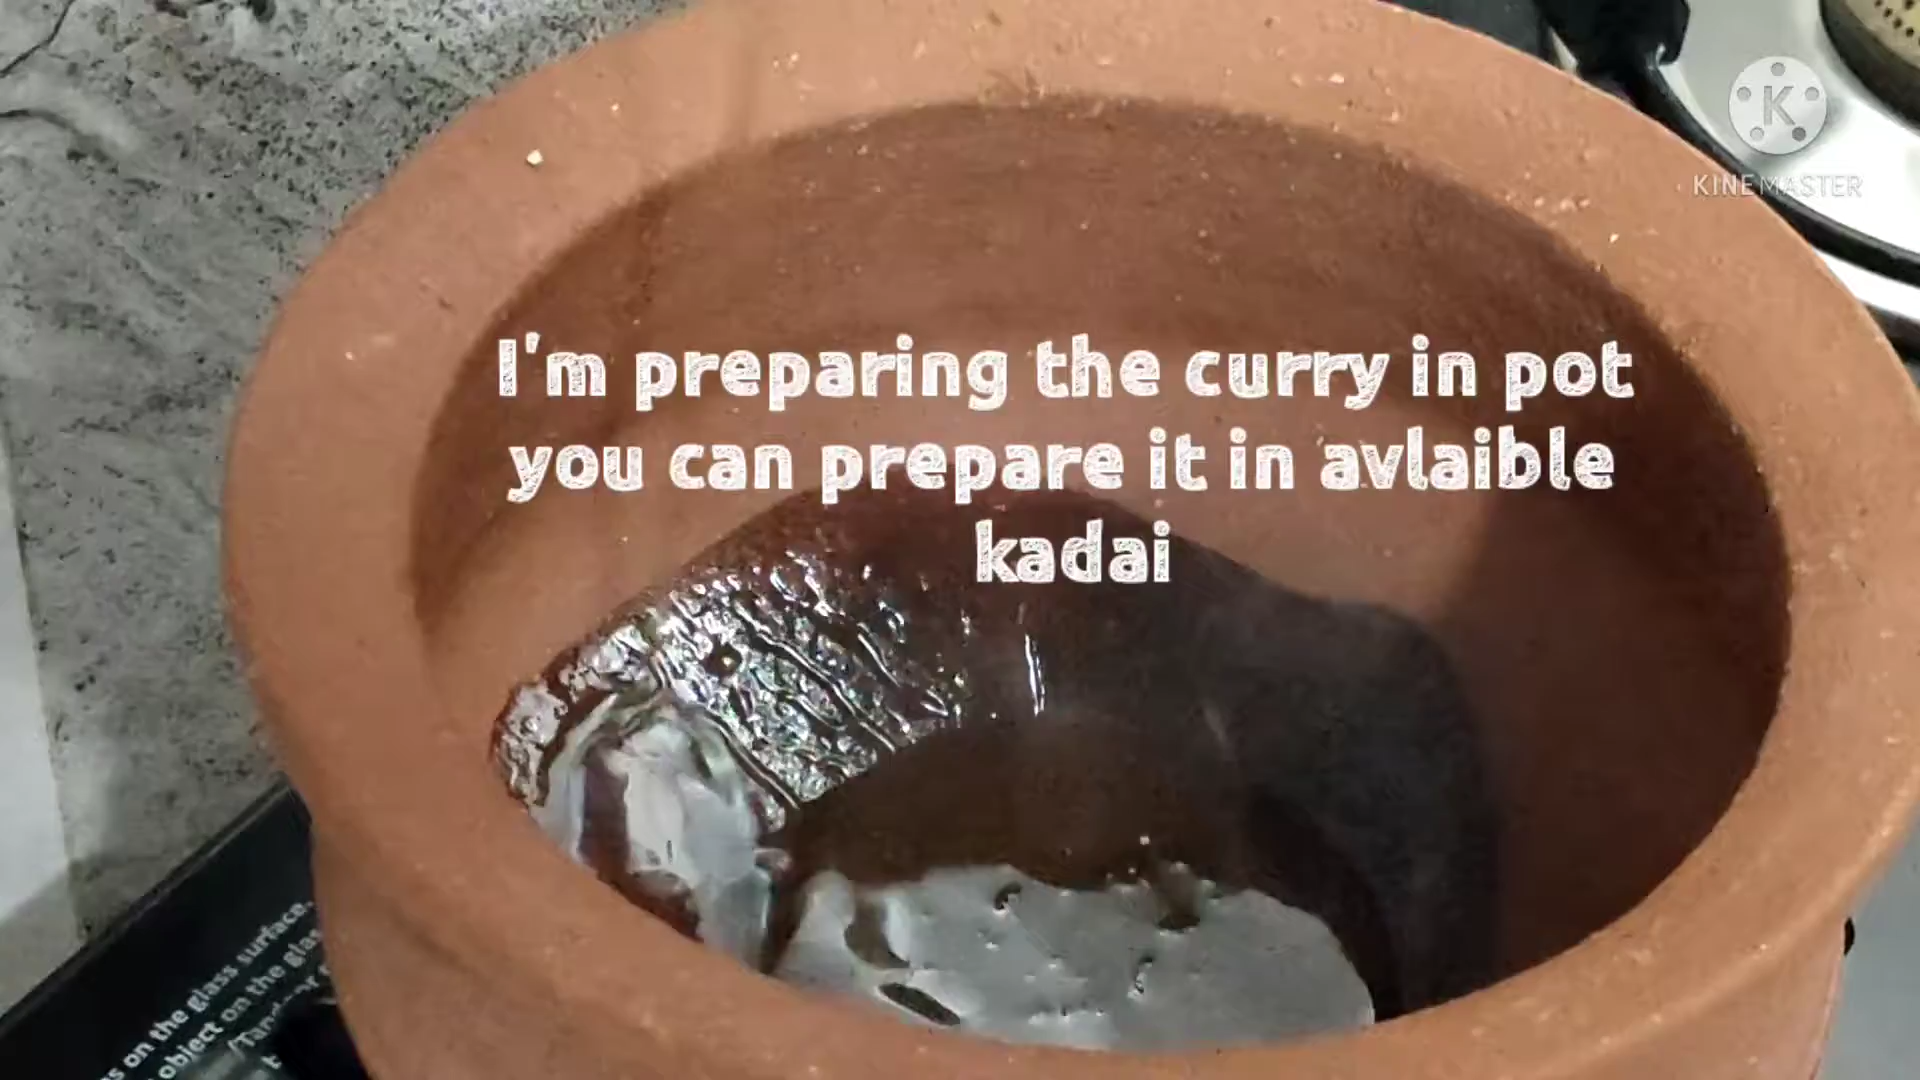 KINEMASTER
I'm preparing the curry in pot
you can prepare it in avlaible
kadai
on the glass surface.
object on the